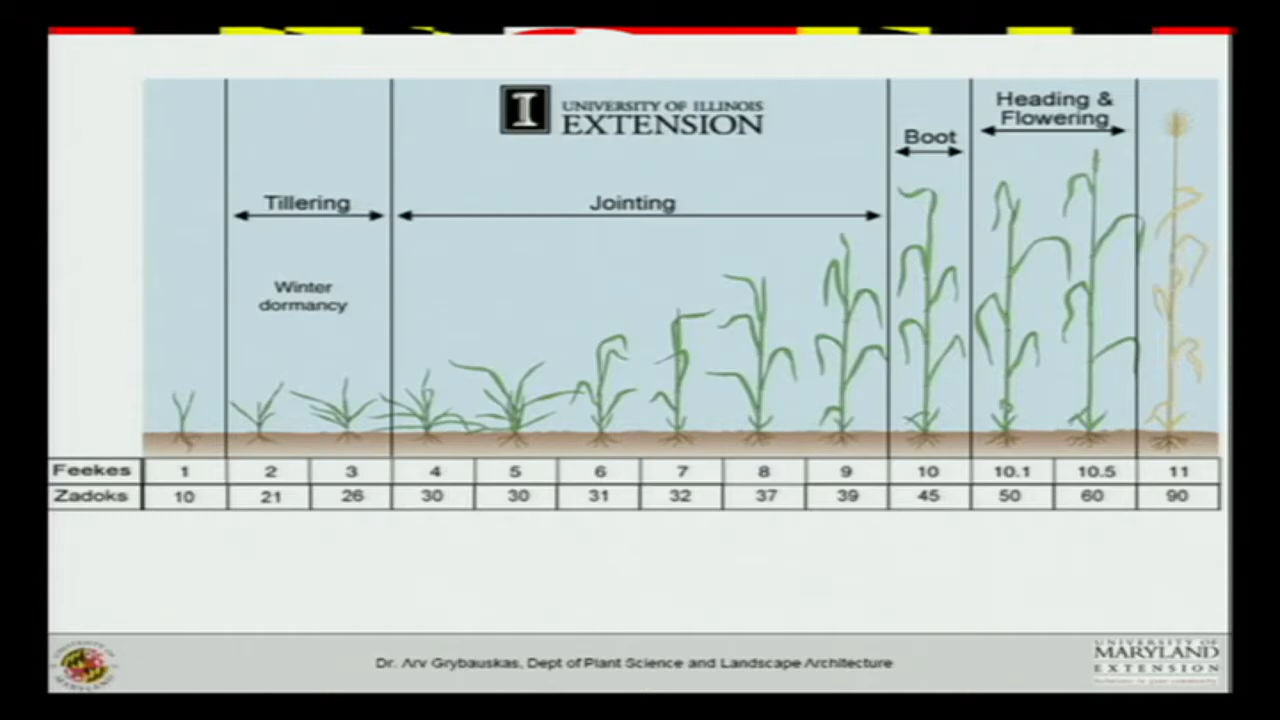 I
UNIVERSITY OF ILLINOIS
EXTENSION
Heading &
Flowering
Boot
Tillering
Jointing
Winter
dormancy
Feekes 1 2 3 4 5 6 7 8 9 10 10.1 10.5 11
Zadoks 10 21 26 30 30 31 32 37 39 45 50 60 90
Dr. Arv Grybauskas, Dept of Plant Science and Landscape Architecture
UNIVERSITY OF
MARYLAND
EXTENSION